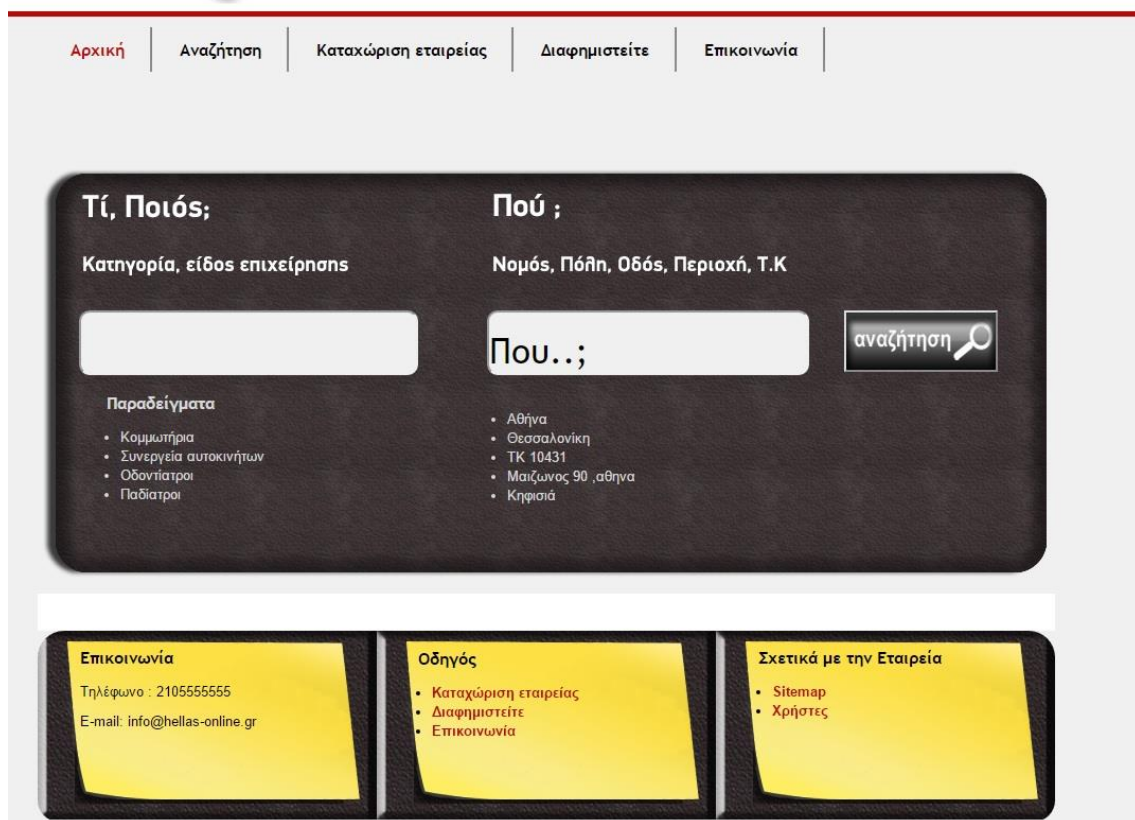 Αρχική
Αναζήτηση
Καταχώριση εταιρείας
Διαφημιστείτε
Επικοινωνία
Τί, Ποιός;
Κατηγορία, είδος επιχείρησης
Παραδείγματα
• Κομμωτήρια
• Συνεργεία αυτοκινήτων
• Οδοντίατροι
• Παδίατροι
Πού ;
Νομός, Πόλη, Οδός, Περιοχή, Τ.Κ
Που..;
• Αθήνα
• Θεσσαλονίκη
• ΤΚ 10431
• Μαιζωνος 90 ,αθηνα
• Κηφισιά
αναζήτηση
Επικοινωνία
Τηλέφωνο : 2105555555
E-mail: info@hellas-online.gr
Οδηγός
• Καταχώριση εταιρείας
• Διαφημιστείτε
• Επικοινωνία
Σχετικά με την Εταιρεία
• Sitemap
• Χρήστες